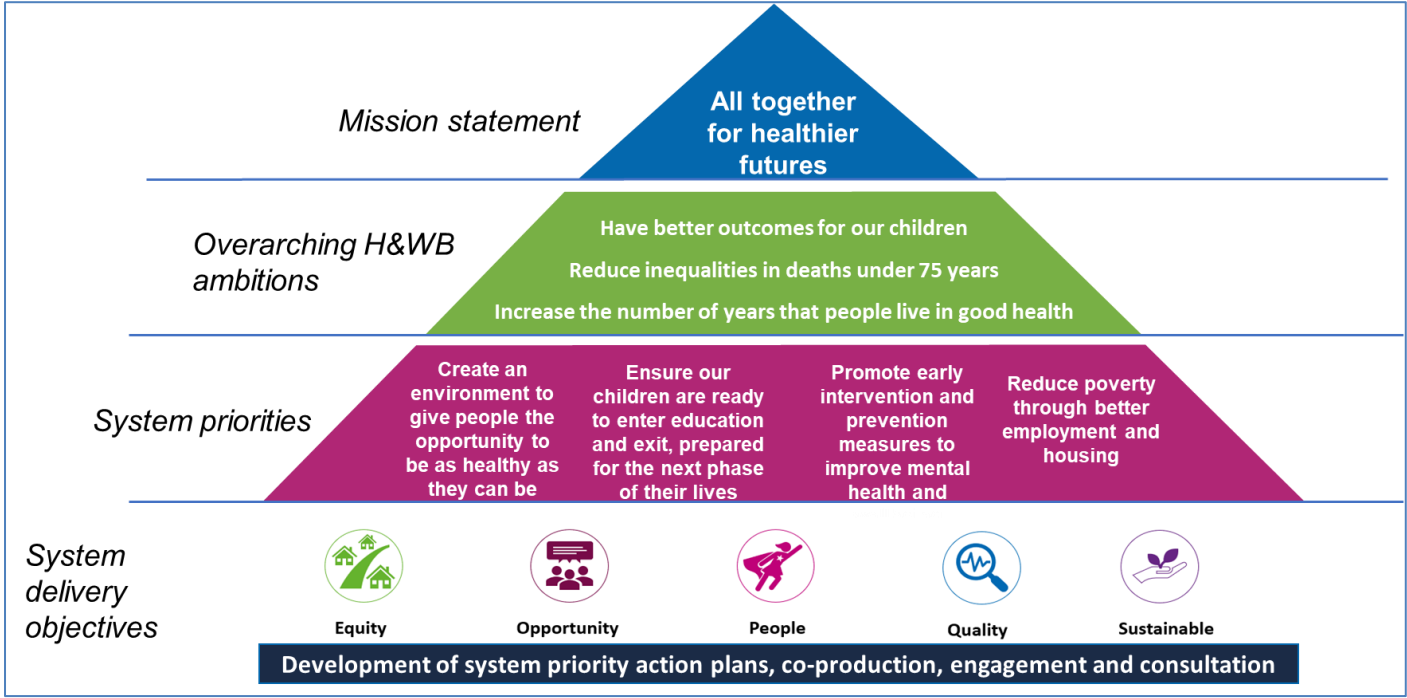 Mission statement
All together
for healthier
futures
Overarching H&WB
ambitions
Have better outcomes for our children
Reduce inequalities in deaths under 75 years
Increase the number of years that people live in good health
System priorities
Create an
environment to
give people the
opportunity to
be as healthy as
they can be
Ensure our
children are ready
to enter education
and exit, prepared
for the next phase
of their lives
Promote early
intervention and
prevention
measures to
improve mental
health and
Reduce poverty
through better
employment and
housing
System
delivery
objectives
Equity
Opportunity
People
Quality
Sustainable
Development of system priority action plans, co-production, engagement and consultation